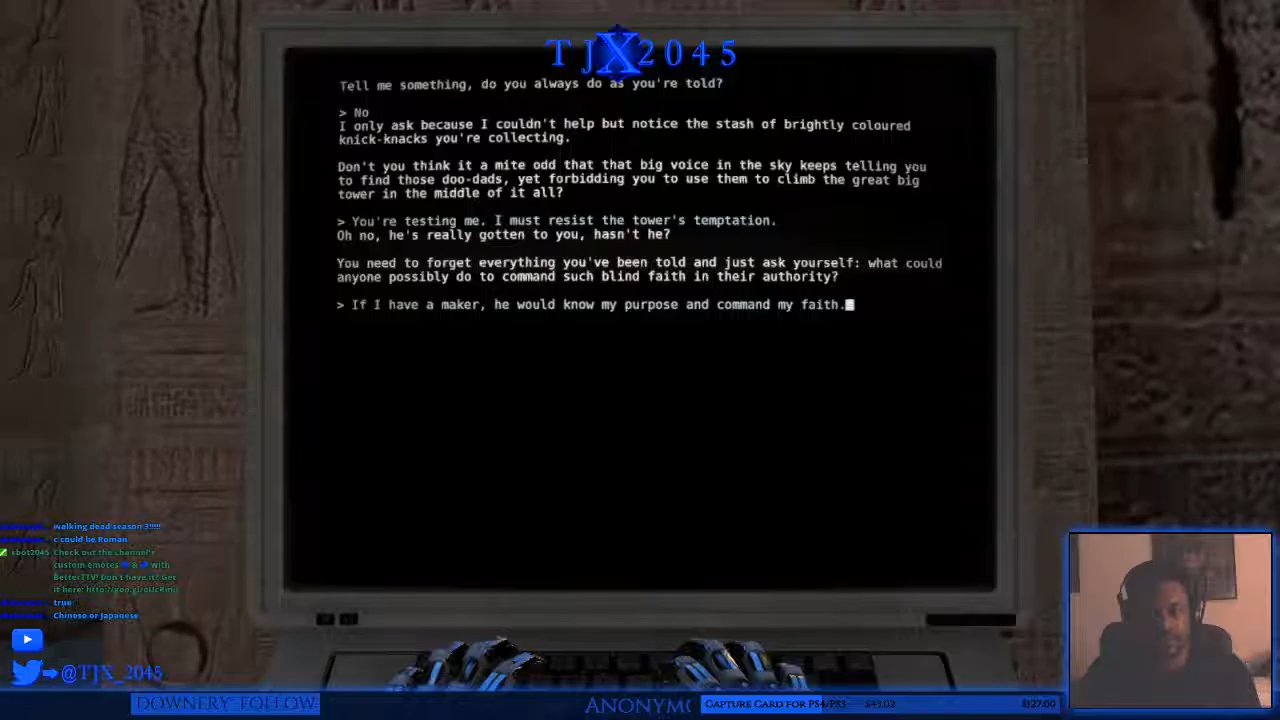 TJX2045
Tell me something, do you always do as you're told?
> No
I only ask because I couldn't help but notice the stash of brightly coloured
knick-knacks you're collecting.
Don't you think it a mite odd that that big voice in the sky keeps telling you
to find those doo-dads, yet forbidding you to use them to climb the great big
tower in the middle of it all?
> You're testing me. I must resist the tower's temptation.
Oh no, he's really gotten to you, hasn't he?
You need to forget everything you've been told and just ask yourself: what could
anyone possibly do to command such blind faith in their authority?
> If I have a maker, he would know my purpose and command my faith.
Walking dead season 3!!!!!
c could be Roman
xbot2045 Check out the channel's
custom emotes & with
BetterTTV! Don't have it? Get
it here:
true
Chinese or Japanese
@TJX_2045
DOWNERY FOLLOW
ANONYMO
CAPTURE CARD FOR PS4/PS3 $43.02
$127.00